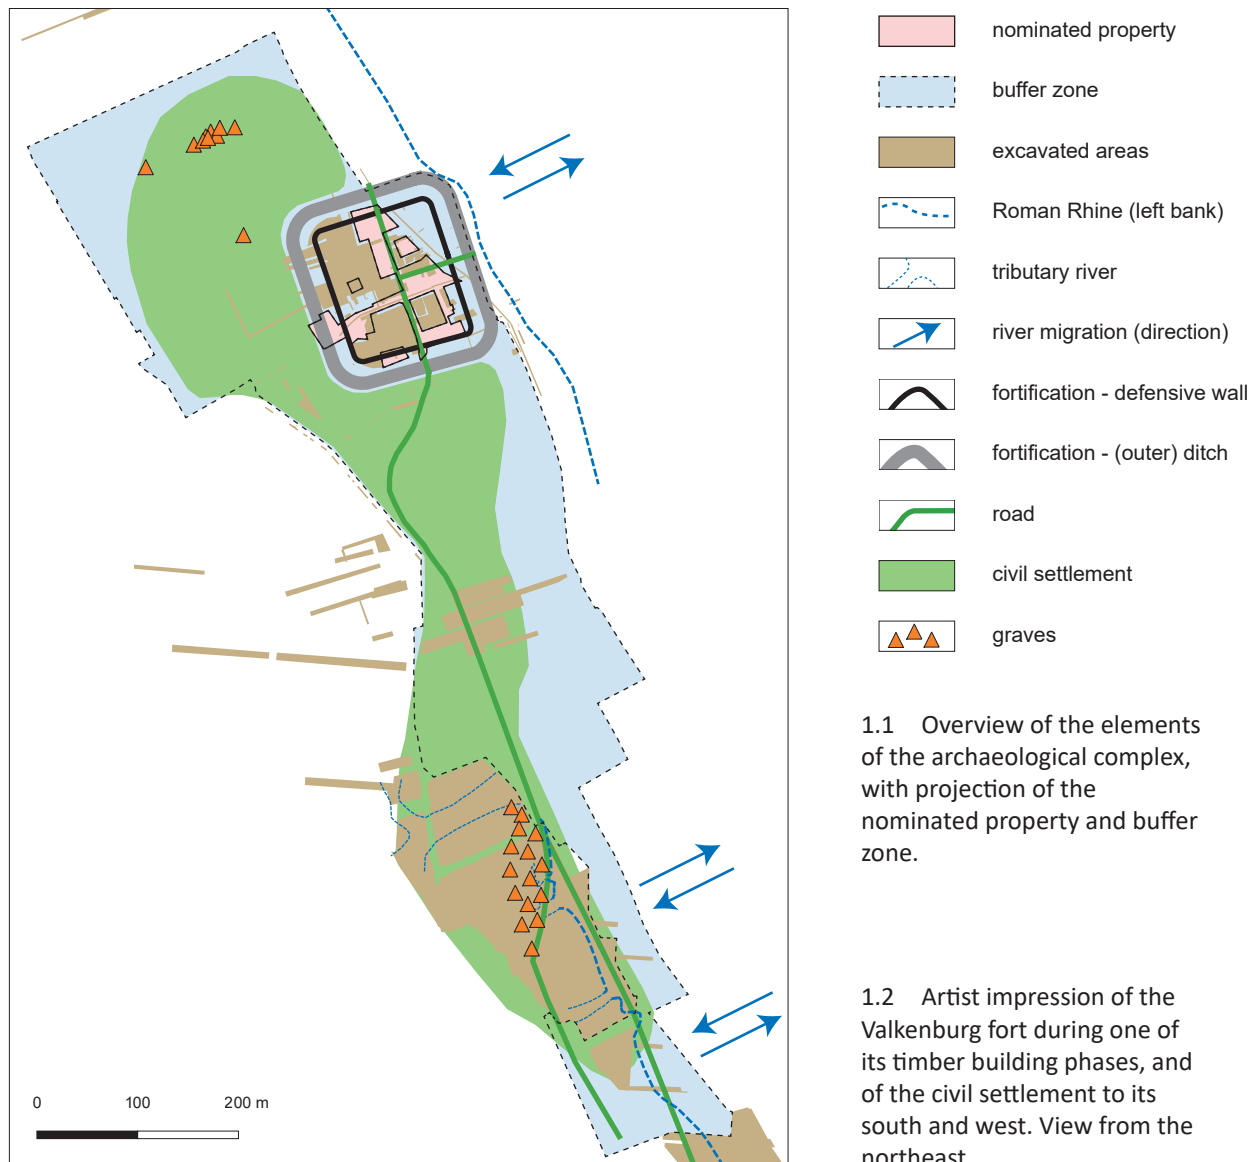 nominated property
buffer zone
excavated areas
Roman Rhine (left bank)
tributary river
river migration (direction)
fortification - defensive wall
fortification - (outer) ditch
road
civil settlement
graves
1.1 Overview of the elements
of the archaeological complex,
with projection of the
nominated property and buffer
zone.
1.2 Artist impression of the
Valkenburg fort during one of
its timber building phases, and
of the civil settlement to its
south and west. View from the
northeast
0 100 200 m